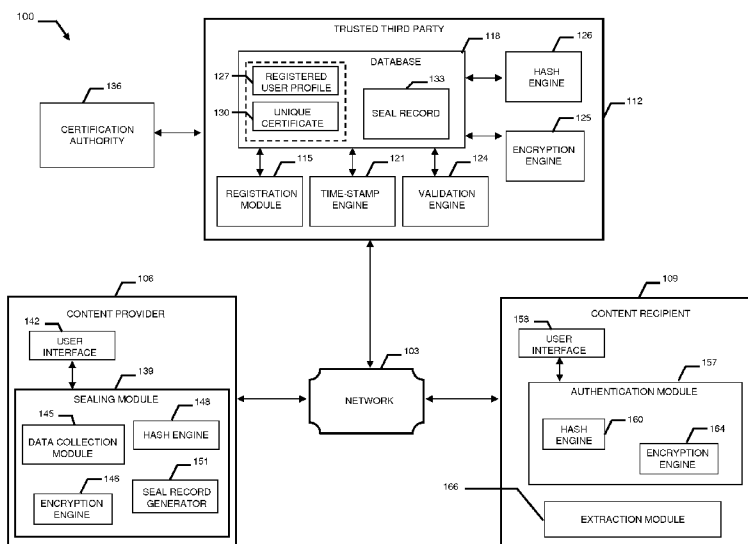 100
TRUSTED THIRD PARTY
118
126
DATABASE
127
REGISTERED
USER PROFILE
133
HASH
ENGINE
136
130
UNIQUE
CERTIFICATE
SEAL RECORD
112
CERTIFICATION
AUTHORITY
125
ENCRYPTION
ENGINE
115
121
124
REGISTRATION
MODULE
TIME-STAMP
ENGINE
VALIDATION
ENGINE
106
109
CONTENT PROVIDER
CONTENT RECIPIENT
142
USER
INTERFACE
158
USER
INTERFACE
139
103
157
SEALING MODULE
NETWORK
AUTHENTICATION MODULE
145
148
DATA COLLECTION
MODULE
HASH ENGINE
HASH
ENGINE
160
164
146
151
ENCRYPTION
ENGINE
ENCRYPTION
ENGINE
SEAL RECORD
GENERATOR
166
EXTRACTION MODULE